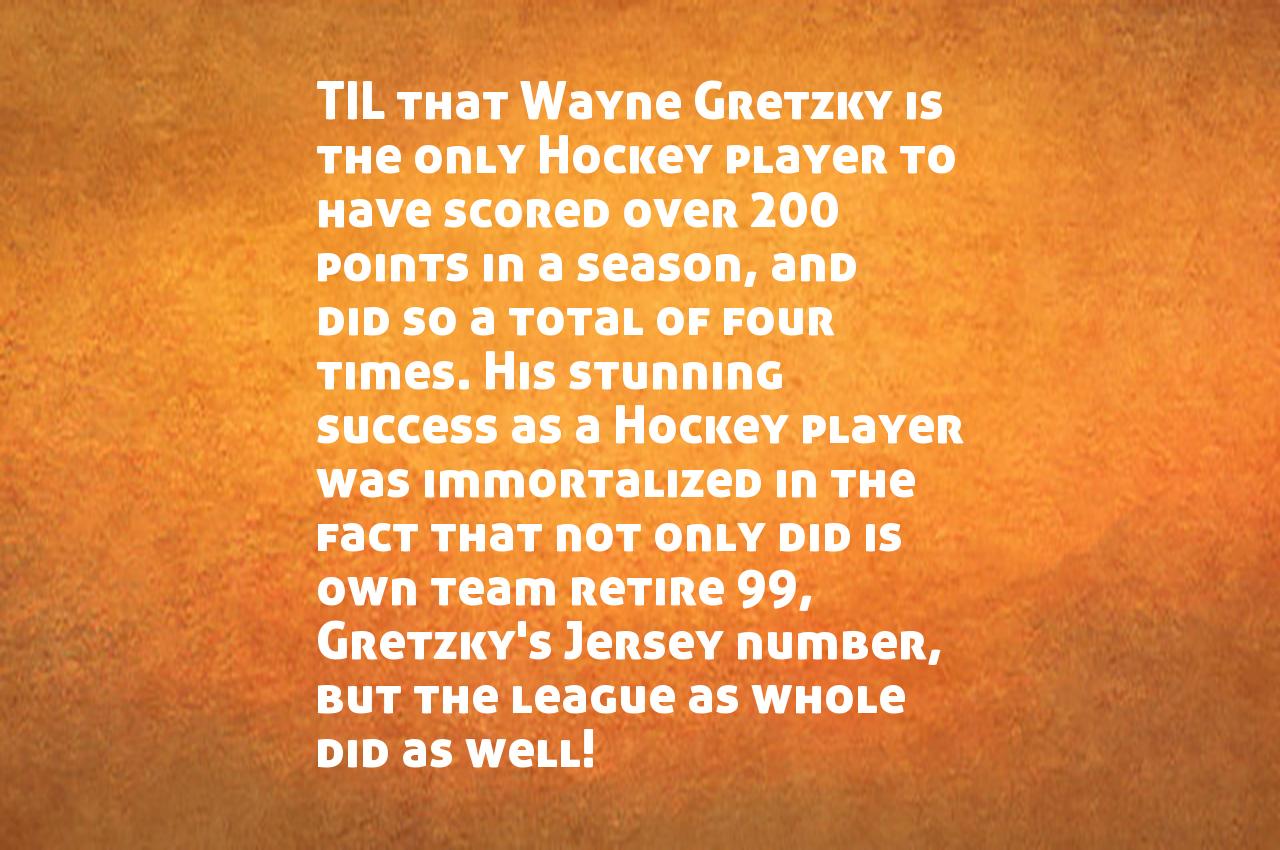 TIL that Wayne Gretzky is
the only Hockey player to
have scored over 200
points in a season, and
did so a total of four
times. His stunning
success as a Hockey player
was immortalized in the
fact that not only did is
own team retire 99,
Gretzky's Jersey number,
but the league as whole
did as well!